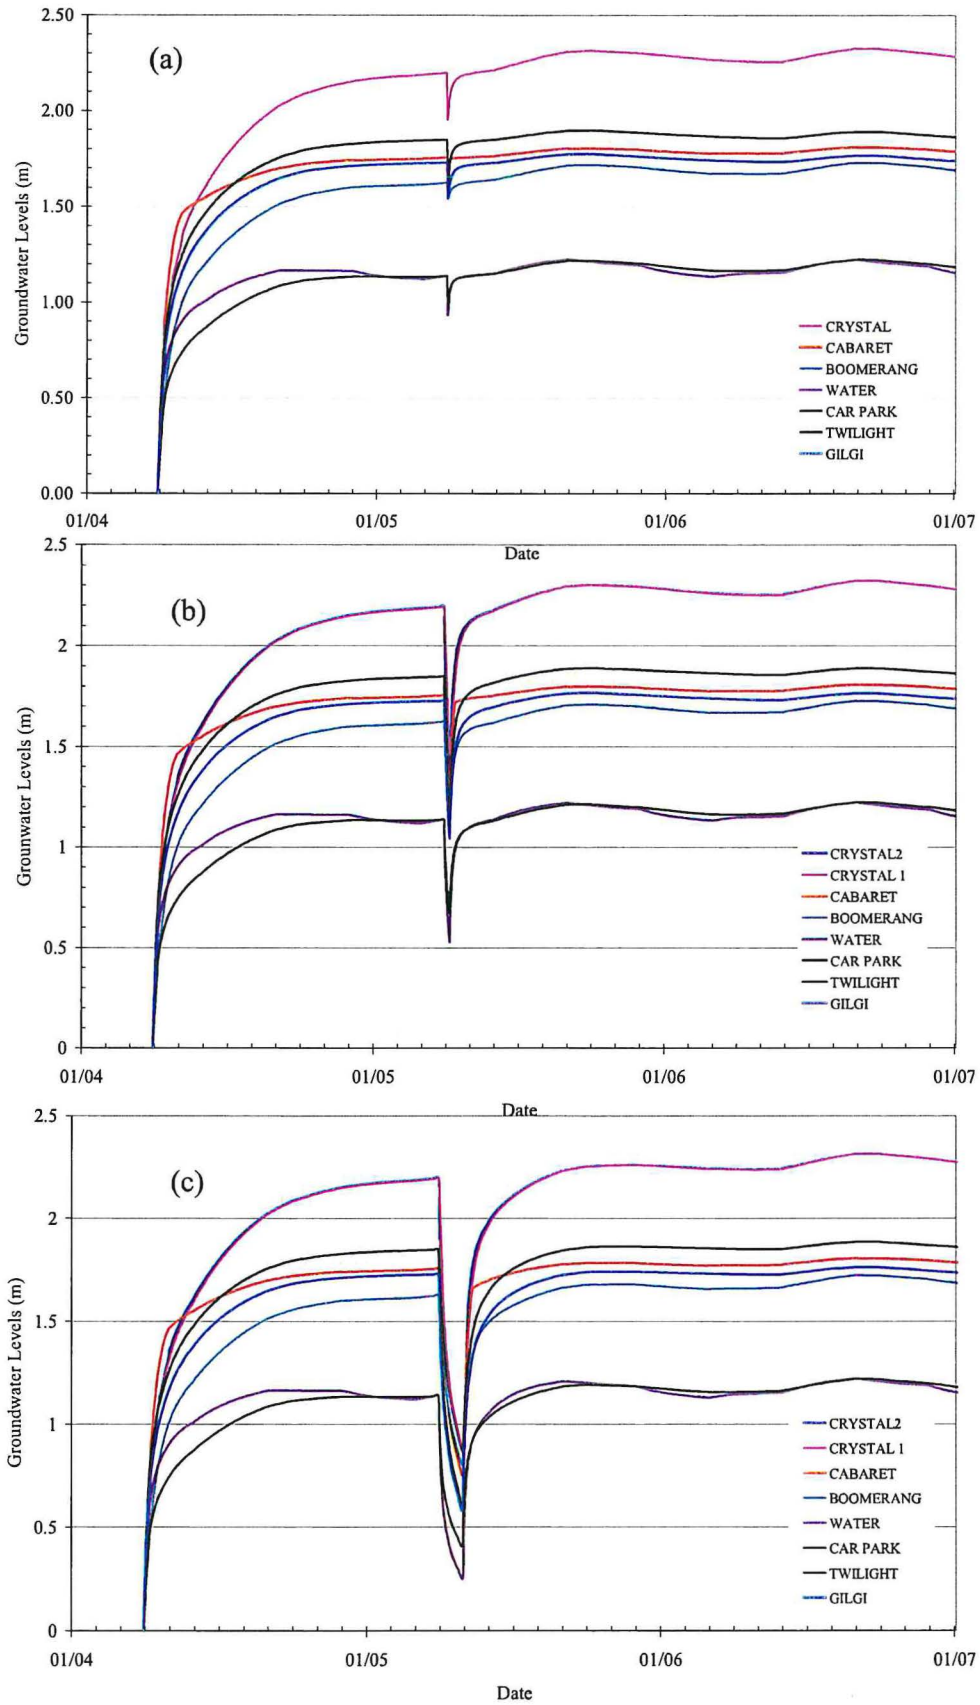 2.50
(a)
2.00
1.50
1.00
0.50
0.00
Groundwater Levels (m)
CRYSTAL
CABARET
BOOMERANG
WATER
CAR PARK
TWILIGHT
GILGI
01/04
01/05
01/06
01/07
Date
2.5
(b)
2
1.5
1
0.5
0
Grounwater Levels (m)
CRYSTAL2
CRYSTAL 1
CABARET
BOOMERANG
WATER
CAR PARK
TWILIGHT
GILGI
01/04
01/05
01/06
01/07
Date
2.5
(c)
2
1.5
1
0.5
0
Groundwater Levels (m)
CRYSTAL2
CRYSTAL 1
CABARET
BOOMERANG
WATER
CAR PARK
TWILIGHT
GILGI
01/04
01/05
01/06
01/07
Date